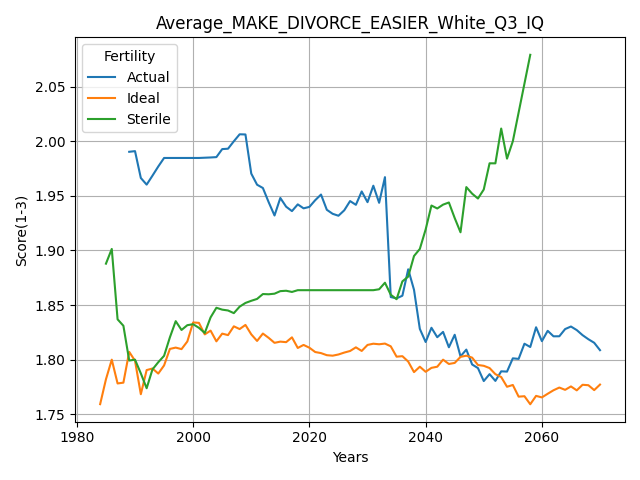 Average_MAKE_DIVORCE_EASIER_White_Q3_IQ
Fertility
Actual
Ideal
Sterile
Score(1-3)
2.05
2.00
1.95
1.90
1.85
1.80
1.75
1980
2000
2020
2040
2060
Years